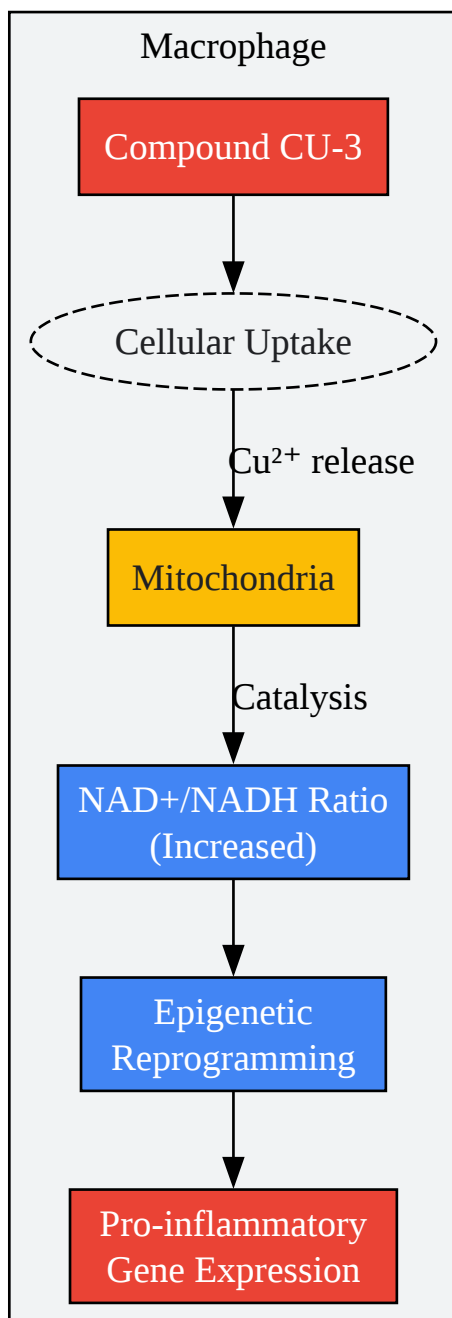 Macrophage
Compound CU-3
Cellular Uptake
Cu²⁺ release
Mitochondria
Catalysis
NAD+/NADH Ratio
(Increased)
Epigenetic
Reprogramming
Pro-inflammatory
Gene Expression